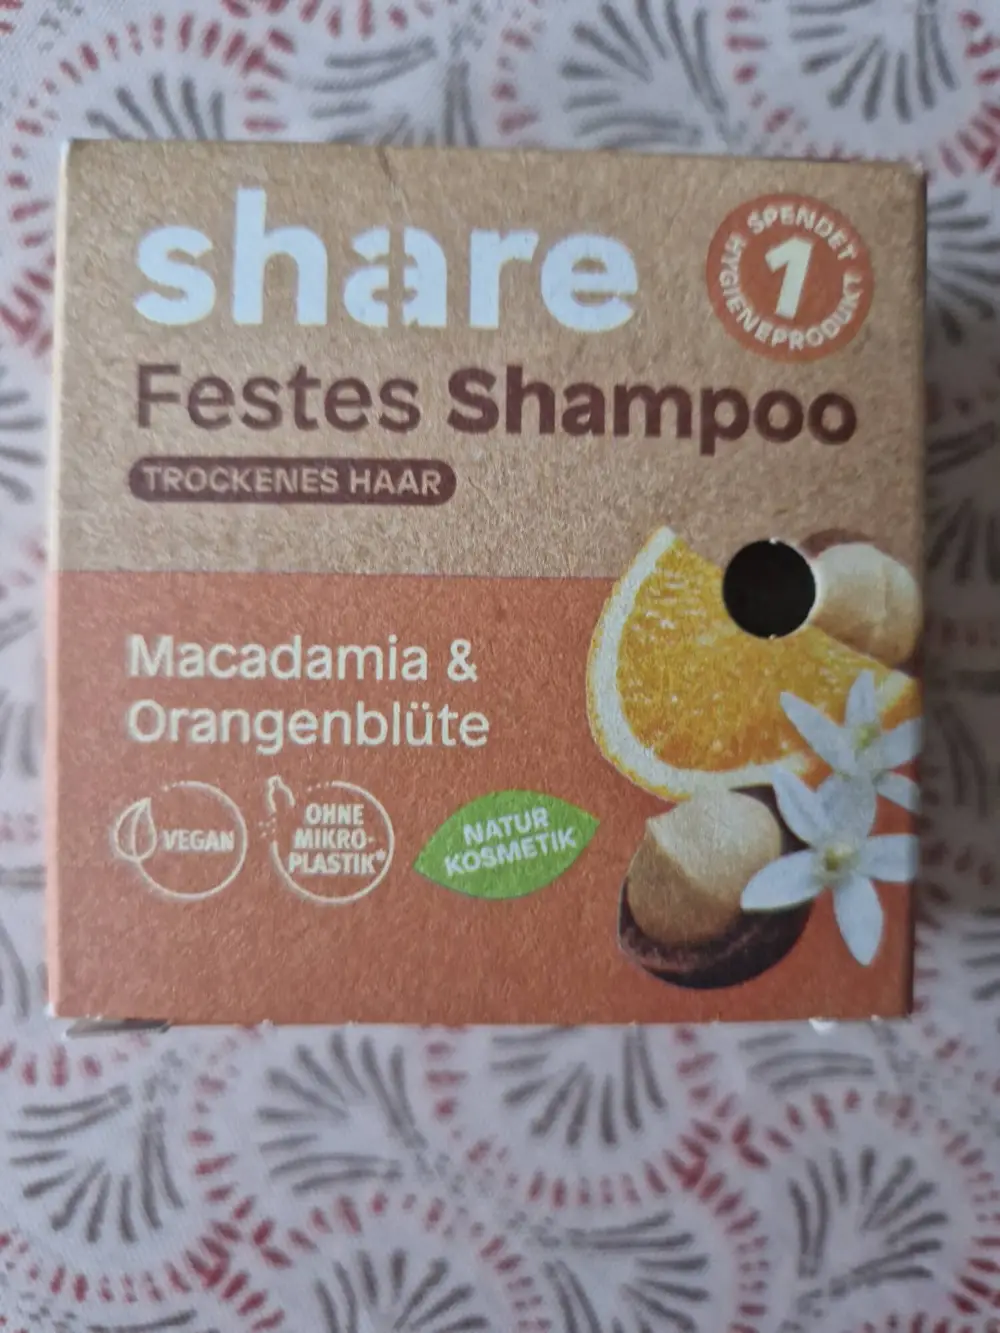 share
SPENDET
1
HYGIENEPRODUKT
Festes Shampoo
TROCKENES HAAR
Macadamia &
Orangenblüte
VEGAN
OHNE
MIKRO-
PLASTIK*
NATUR
KOSMETIK